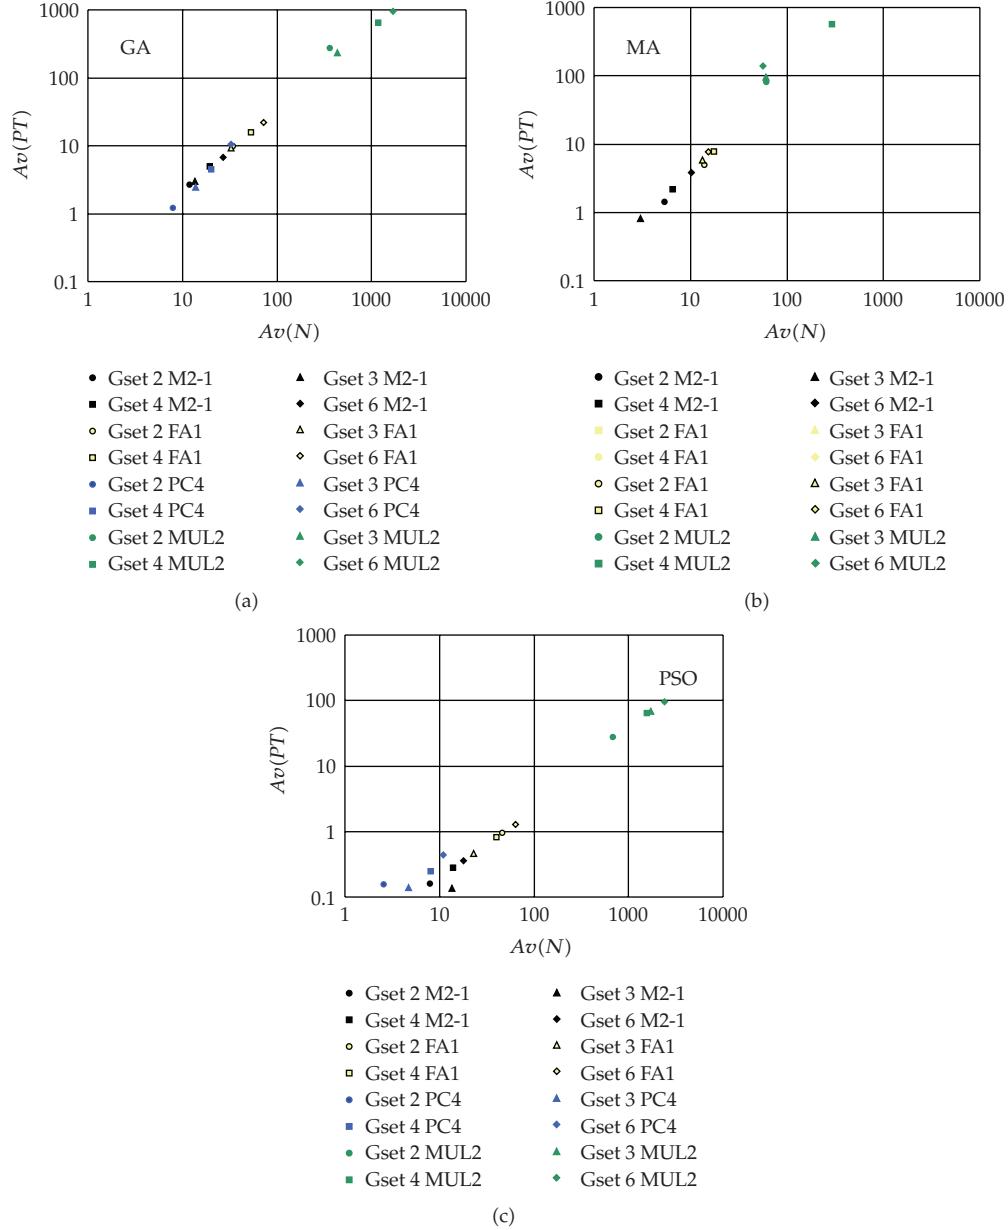 1000
100
10
1
0.1
Av(PT)
GA
1 10 100 1000 10000
Av(N)
Gset 2 M2-1 Gset 3 M2-1
Gset 4 M2-1 Gset 6 M2-1
Gset 2 FA1 Gset 3 FA1
Gset 4 FA1 Gset 6 FA1
Gset 2 PC4 Gset 3 PC4
Gset 4 PC4 Gset 6 PC4
Gset 2 MUL2 Gset 3 MUL2
Gset 4 MUL2 Gset 6 MUL2
(a)
1000
100
10
1
0.1
Av(PT)
MA
1 10 100 1000 10000
Av(N)
Gset 2 M2-1 Gset 3 M2-1
Gset 4 M2-1 Gset 6 M2-1
Gset 2 FA1 Gset 3 FA1
Gset 4 FA1 Gset 6 FA1
Gset 2 FA1 Gset 3 FA1
Gset 4 FA1 Gset 6 FA1
Gset 2 MUL2 Gset 3 MUL2
Gset 4 MUL2 Gset 6 MUL2
(b)
1000
100
10
1
0.1
Av(PT)
PSO
1 10 100 1000 10000
Av(N)
Gset 2 M2-1 Gset 3 M2-1
Gset 4 M2-1 Gset 6 M2-1
Gset 2 FA1 Gset 3 FA1
Gset 4 FA1 Gset 6 FA1
Gset 2 PC4 Gset 3 PC4
Gset 4 PC4 Gset 6 PC4
Gset 2 MUL2 Gset 3 MUL2
Gset 4 MUL2 Gset 6 MUL2
(c)